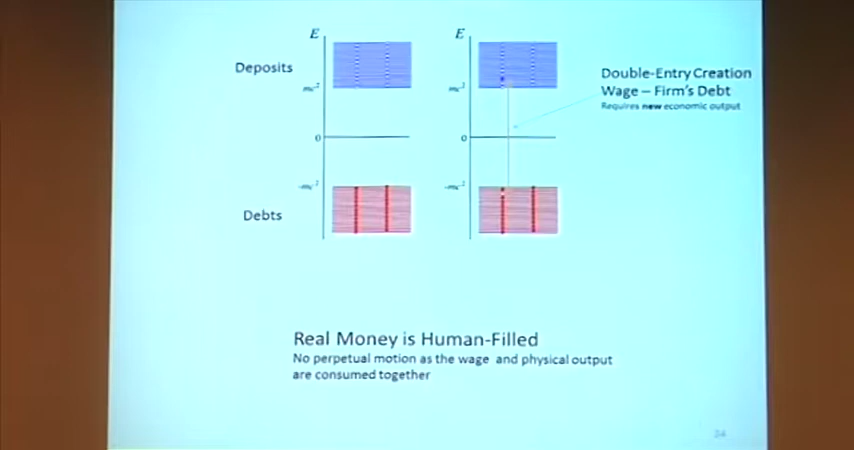 E
E
Deposits
mc²
mc²
Double-Entry Creation
Wage – Firm's Debt
Requires new economic output
0
0
-mc²
-mc²
Debts
Real Money is Human-Filled
No perpetual motion as the wage and physical output
are consumed together
34